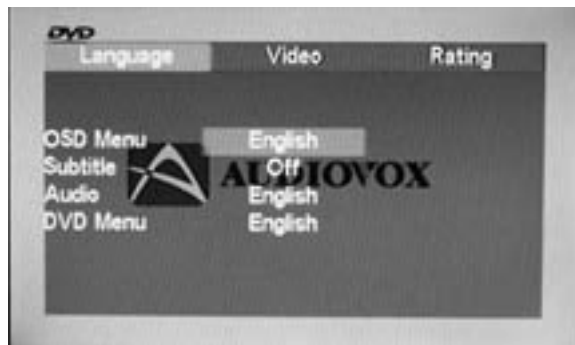 DVD
Language Video Rating
OSD Menu English
Subtitle Off
AUDIOVOX
Audio English
DVD Menu English